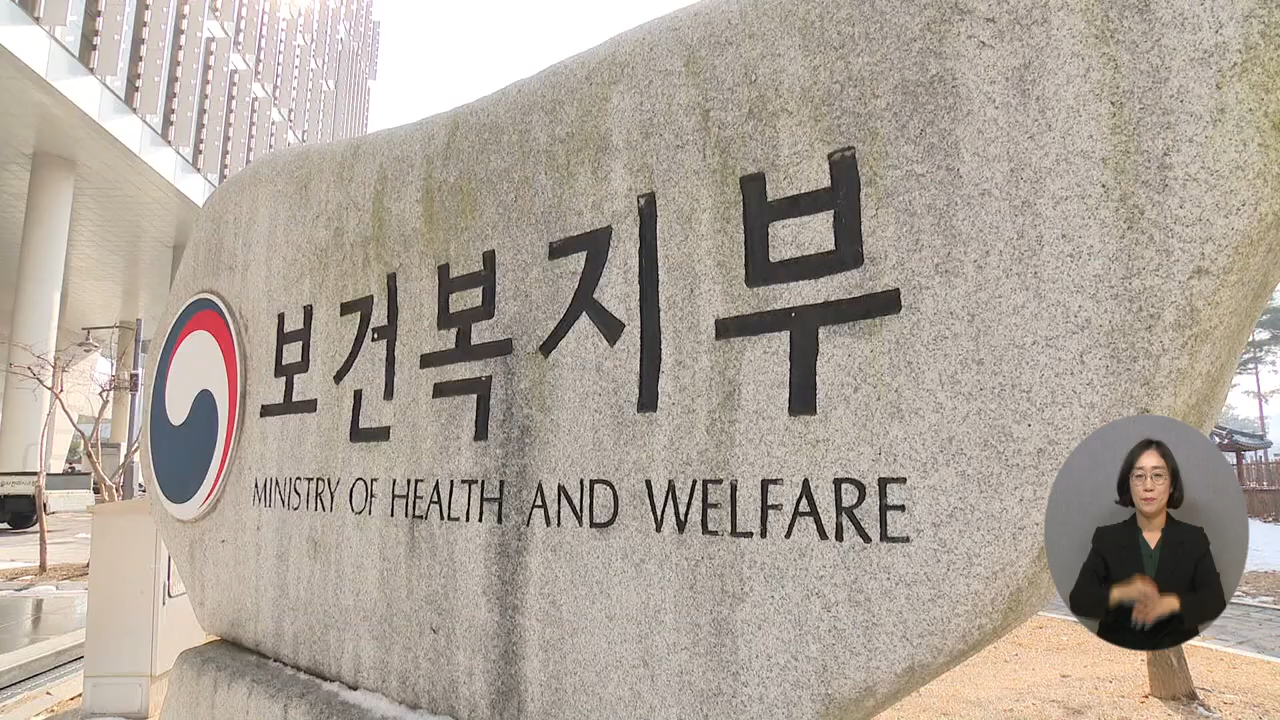 보건복지부
MINISTRY OF HEALTH AND WELFARE